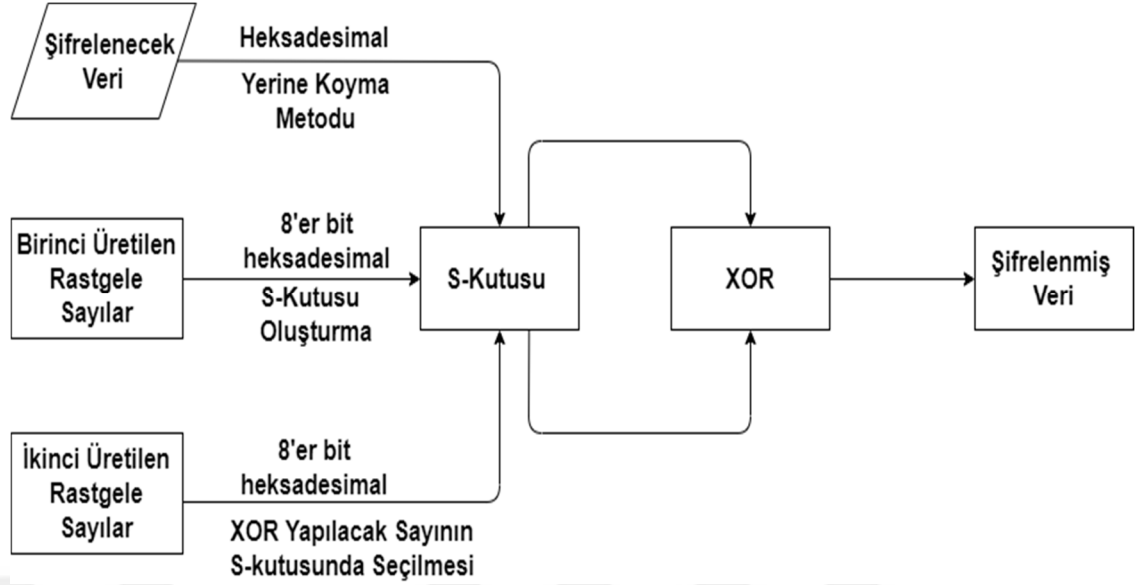 Şifrelenecek
Veri
Heksadesimal
Yerine Koyma
Metodu
Birinci Üretilen
Rastgele
Sayılar
8'er bit
heksadesimal
S-Kutusu
Oluşturma
S-Kutusu
XOR
Şifrelenmiş
Veri
İkinci Üretilen
Rastgele
Sayılar
8'er bit
heksadesimal
XOR Yapılacak Sayının
S-kutusunda Seçilmesi